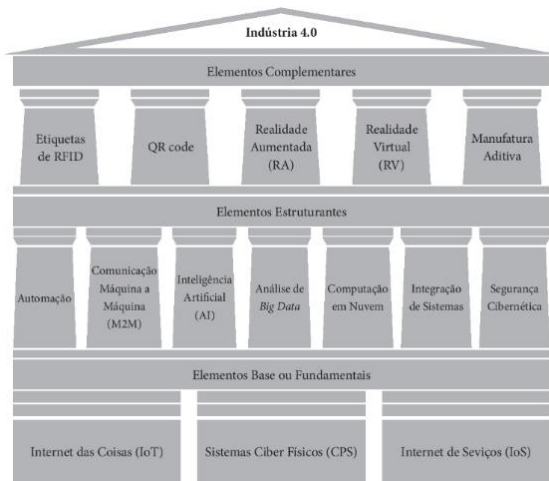 Indústria 4.0
Elementos Complementares
Etiquetas
de RFID
QR code
Realidade
Aumentada
(RA)
Realidade
Virtual
(RV)
Manufatura
Aditiva
Elementos Estruturantes
Automação
Comunicação
Máquina a
Máquina
(M2M)
Inteligência
Artificial
(AI)
Análise de
Big Data
Computação
em Nuvem
Integração
de Sistemas
Segurança
Cibernética
Elementos Base ou Fundamentais
Internet das Coisas (IoT)
Sistemas Ciber Físicos (CPS)
Internet de Seviços (IoS)